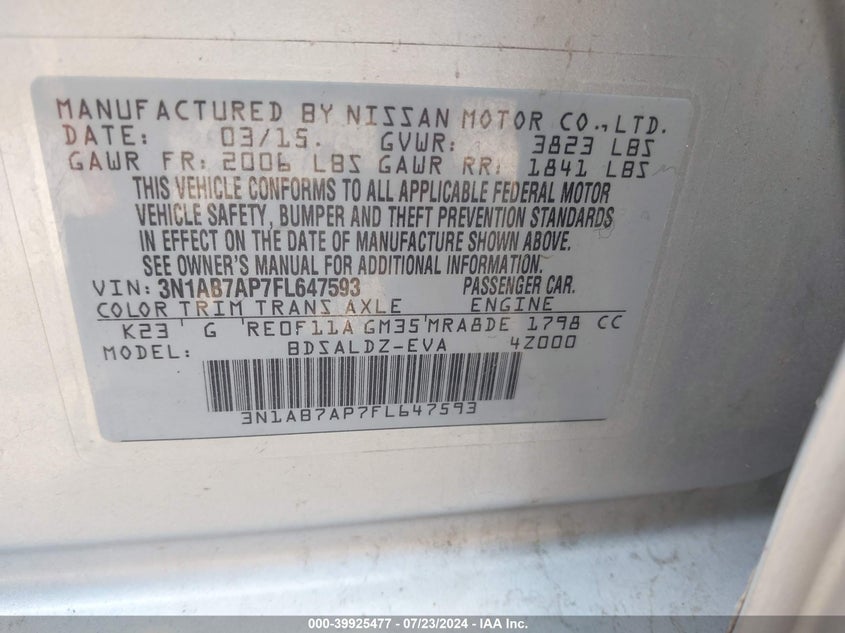 MANUFACTURED BY NISSAN MOTOR CO., LTD.
DATE: 03/15. GVWR: 3823 LBS
GAWR FR: 2006 LBS GAWR RR: 1841 LBS
THIS VEHICLE CONFORMS TO ALL APPLICABLE FEDERAL MOTOR
VEHICLE SAFETY, BUMPER AND THEFT PREVENTION STANDARDS
IN EFFECT ON THE DATE OF MANUFACTURE SHOWN ABOVE.
SEE OWNER'S MANUAL FOR ADDITIONAL INFORMATION.
VIN: 3N1AB7AP7FL647593 PASSENGER CAR.
COLOR TRIM TRANS AXLE ENGINE
K23 G RE0F11A GM35 MRA8DE 1798 CC
MODEL: BDSALDZ-EVA 4Z000
3N1AB7AP7FL647593
000-39925477 - 07/23/2024 - IAA Inc.